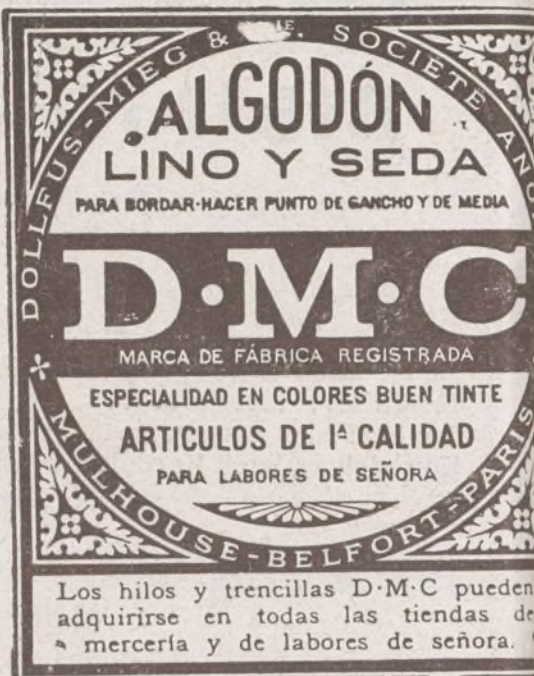 DOLLFUS-MIEG & IE. SOCIETE
ALGODÓN
LINO Y SEDA
PARA BORDAR·HACER PUNTO DE GANCHO Y DE MEDIA
D·M·C
MARCA DE FÁBRICA REGISTRADA
ESPECIALIDAD EN COLORES BUEN TINTE
ARTICULOS DE 1ª CALIDAD
PARA LABORES DE SEÑORA
MULHOUSE-BELFORT-PARIS
Los hilos y trencillas D·M·C pueden
adquirirse en todas las tiendas de
mercería y de labores de señora.